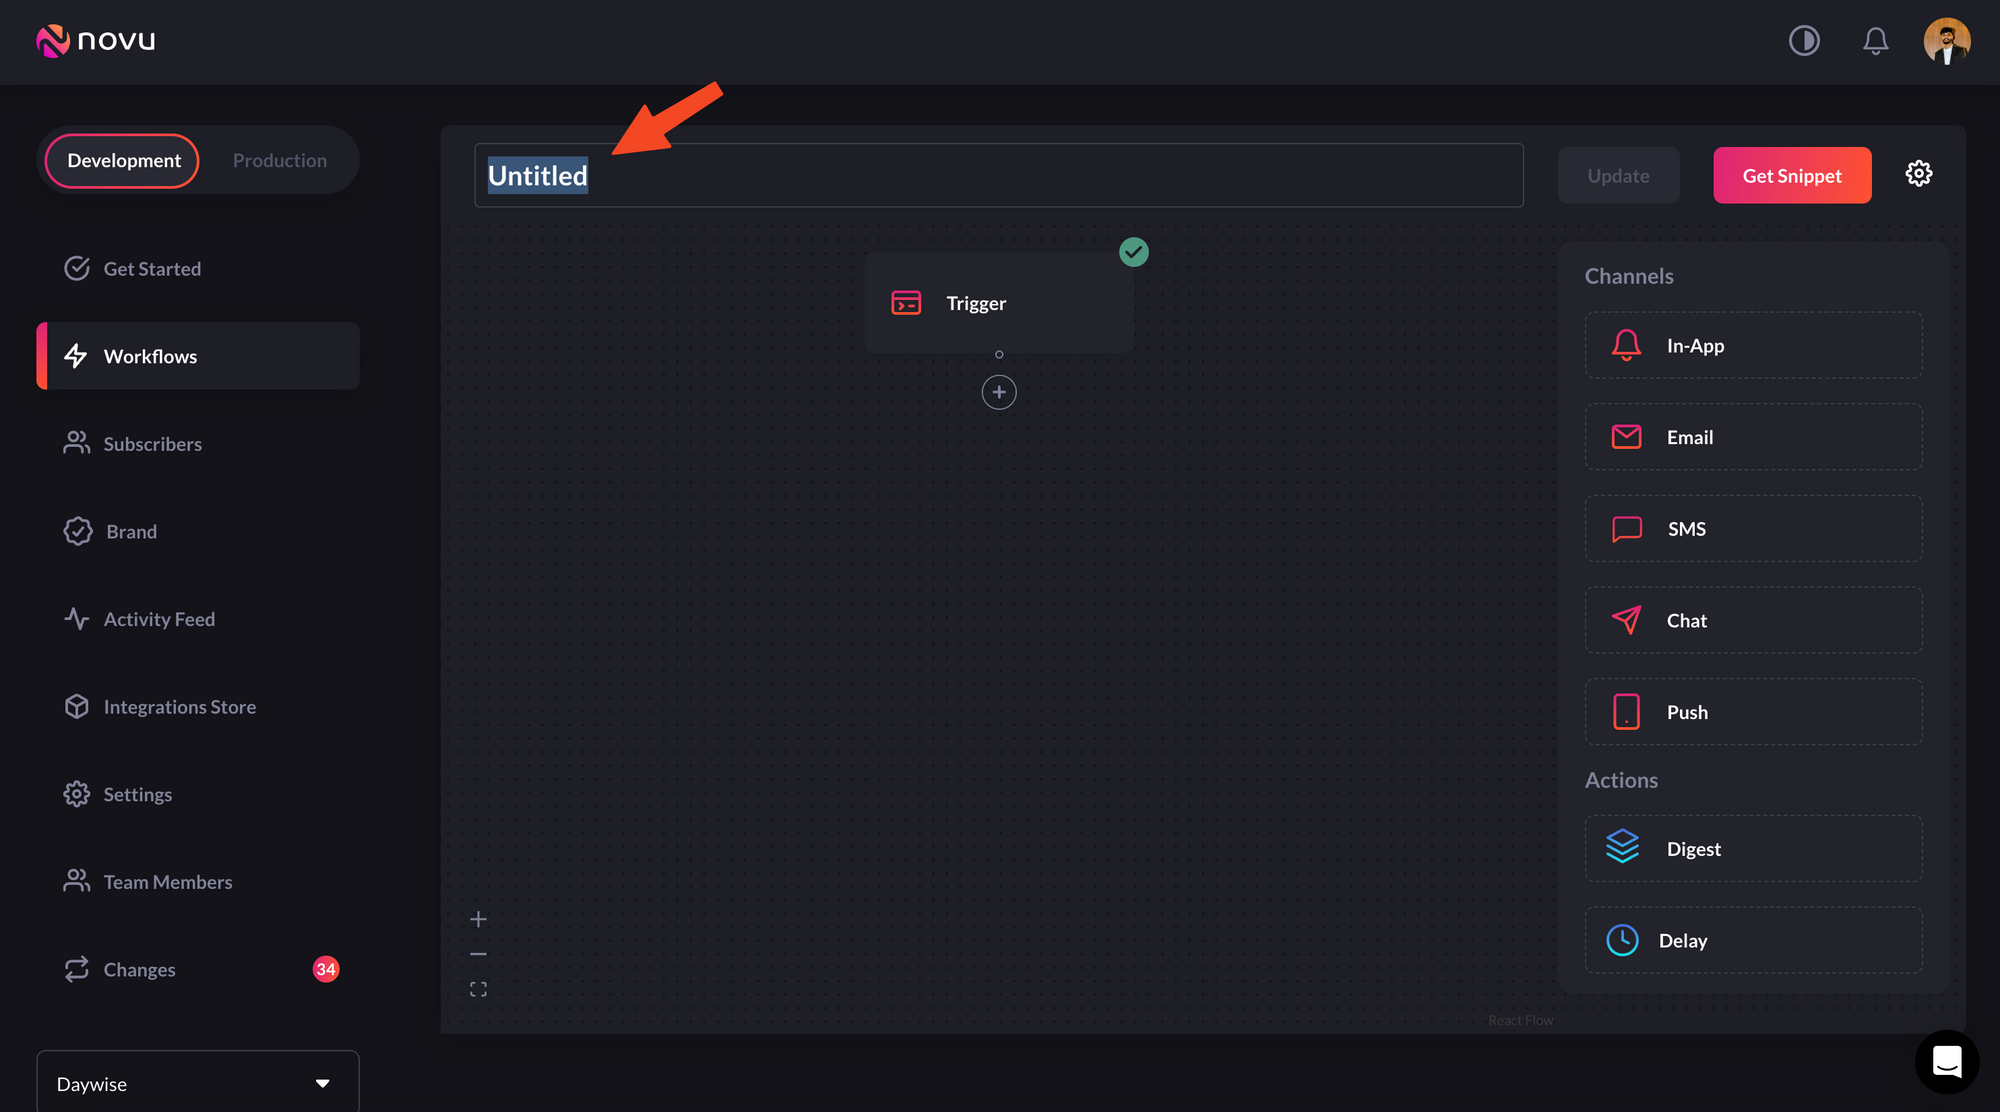 novu
Development
Production
Get Started
Workflows
Subscribers
Brand
Activity Feed
Integrations Store
Settings
Team Members
Changes
34
Daywise
Untitled
Update
Get Snippet
Trigger
Channels
In-App
Email
SMS
Chat
Push
Actions
Digest
Delay
React Flow